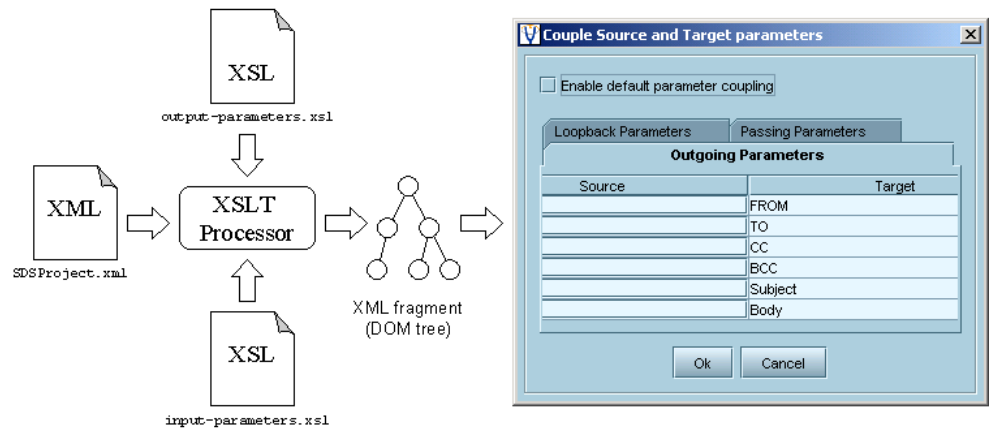 XSL
output-parameters.xsl
XML
SDSProject.xml
XSLT
Processor
XML fragment
(DOM tree)
XSL
input-parameters.xsl
Couple Source and Target parameters
Enable default parameter coupling
Loopback Parameters Passing Parameters
Outgoing Parameters
Source Target
FROM
TO
CC
BCC
Subject
Body
Ok Cancel